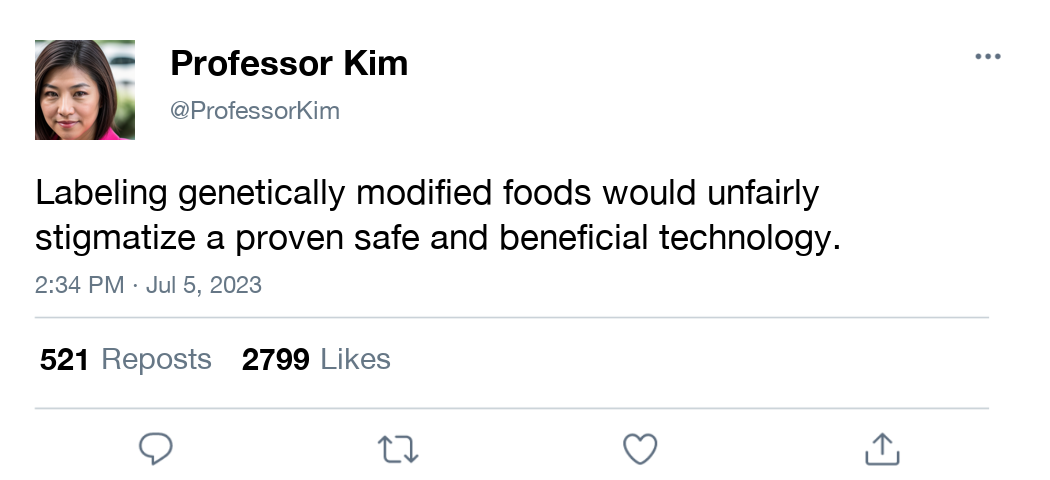 Professor Kim
@ProfessorKim
Labeling genetically modified foods would unfairly
stigmatize a proven safe and beneficial technology.
2:34 PM · Jul 5, 2023
521 Reposts 2799 Likes